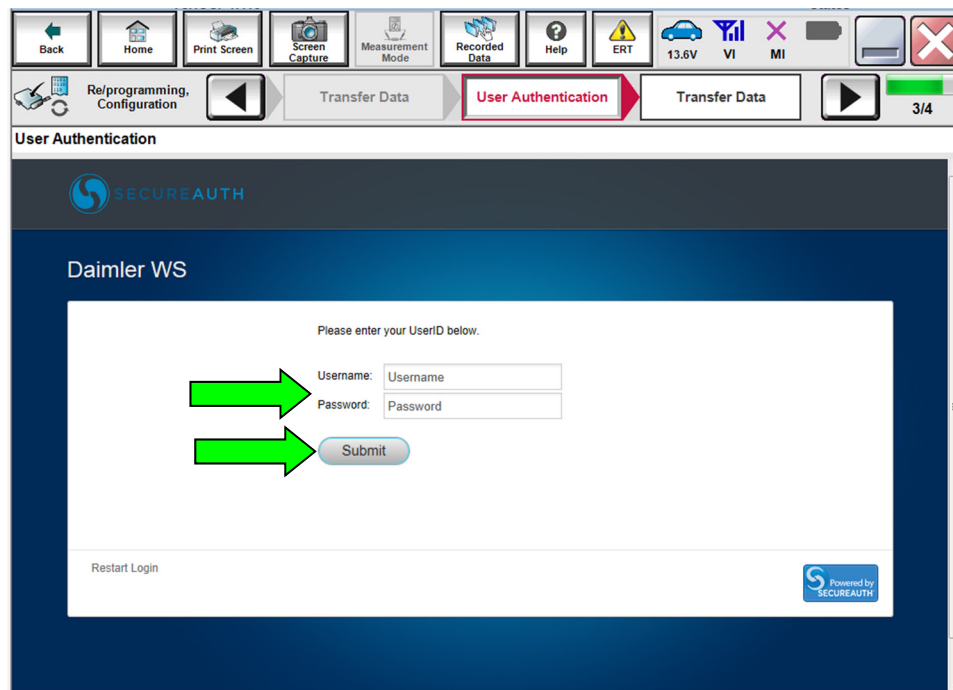 Back
Home
Print Screen
Screen
Capture
Measurement
Mode
Recorded
Data
Help
ERT
13.6V
VI
MI
Re/programming,
Configuration
Transfer Data
User Authentication
Transfer Data
3/4
User Authentication
SECUREAUTH
Daimler WS
Please enter your UserID below.
Username: Username
Password: Password
Submit
Restart Login
Powered by
SECUREAUTH